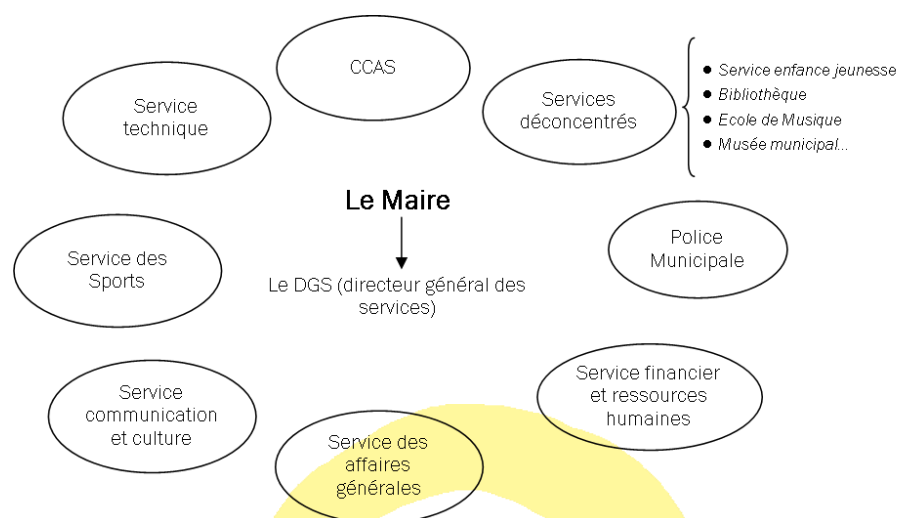 CCAS
Service
technique
Services
déconcentrés
● Service enfance jeunesse
● Bibliothèque
● Ecole de Musique
● Musée municipal...
Le Maire
Police
Municipale
Service des
Sports
Le DGS (directeur général des
services)
Service financier
et ressources
humaines
Service
communication
et culture
Service des
affaires
générales